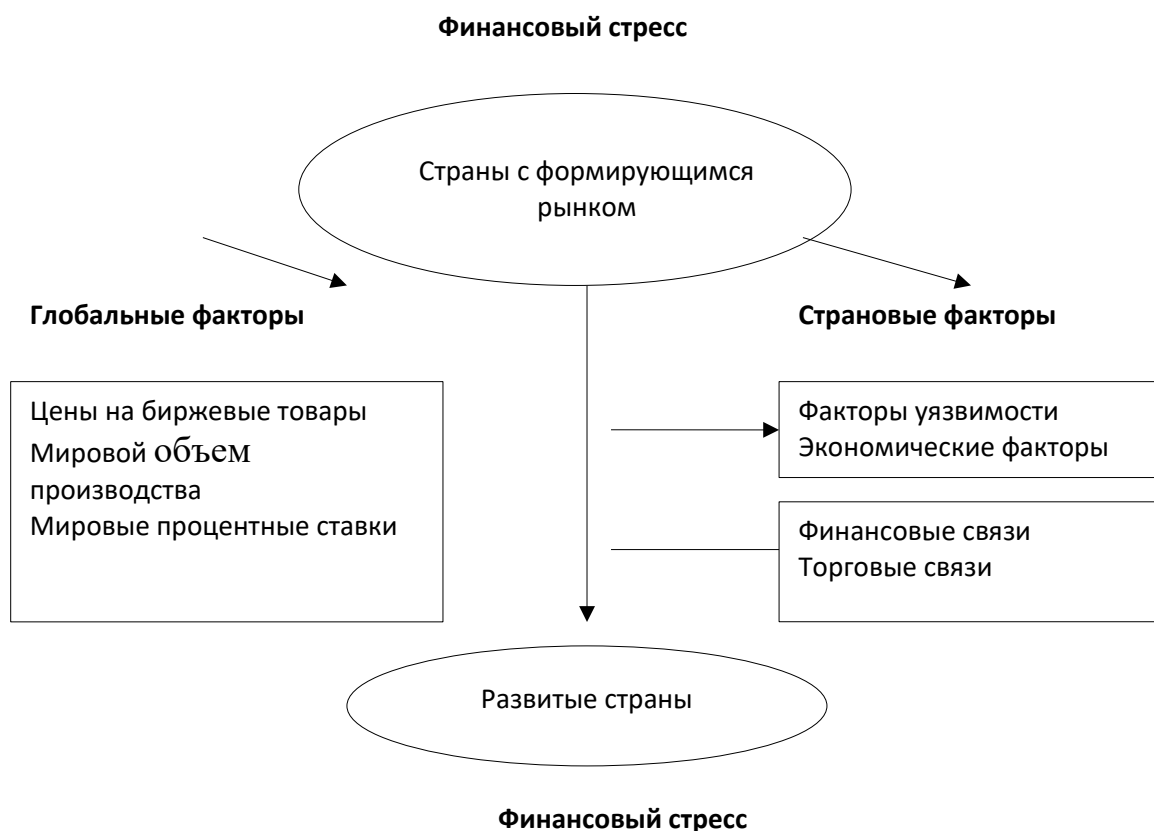 Финансовый стресс
Страны с формирующимся
рынком
Глобальные факторы
Страновые факторы
Цены на биржевые товары
Мировой объем
производства
Мировые процентные ставки
Факторы уязвимости
Экономические факторы
Финансовые связи
Торговые связи
Развитые страны
Финансовый стресс